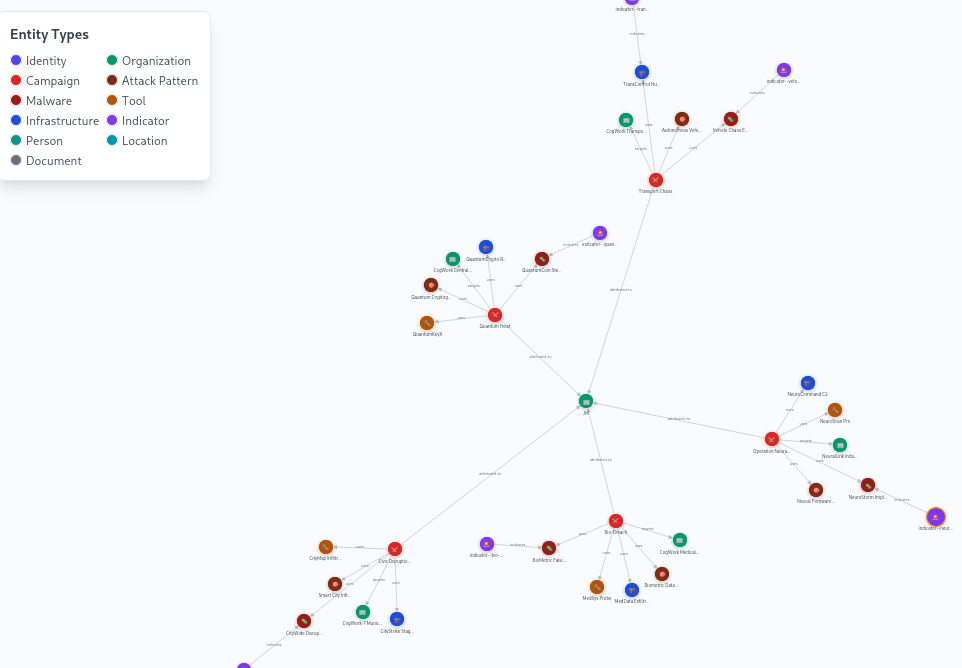 Entity Types
Identity
Organization
Campaign
Attack Pattern
Malware
Tool
Infrastructure
Indicator
Person
Location
Document
indicator--tran...
indicates
TransControl Hu...
indicator--vehi...
indicates
CogWork Transpo...
Autonomous Vehi...
Vehicle Chaos E...
uses
targets
uses
uses
Transport Chaos
indicator--quan...
indicates
QuantumCrypto R...
CogWork Central...
QuantumCoin Ste...
uses
targets
uses
Quantum Cryptog...
uses
attributed-to
uses
Quantum Heist
QuantumKeyX
attributed-to
NeuroCommand C2
uses
NeuroScan Pro
attributed-to
uses
targets
Operation Neura...
NeuralLink Indu...
attributed-to
uses
uses
attributed-to
Neural Firmware...
NeuroStorm Impl...
indicates
indicator--neur...
Bio-Breach
targets
uses
indicates
indicator--bio-...
BioMetric Falsi...
uses
uses
uses
CogWork Medical...
Biometric Data...
MedSys Probe
MedData Exfiltr...
uses
CityMap Infiltr...
Civic Disruptio...
uses
targets
uses
uses
Smart City Infr...
CogWork-1 Munic...
CityStrike Stag...
CityWide Disrup...
indicates